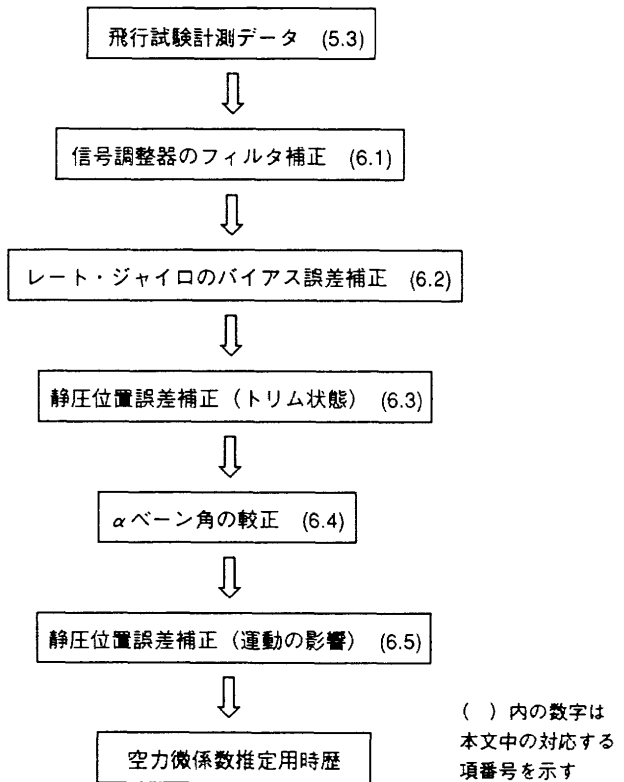 飛行試験計測データ (5.3)
信号調整器のフィルタ補正 (6.1)
レート・ジャイロのバイアス誤差補正 (6.2)
静圧位置誤差補正（トリム状態） (6.3)
αベーン角の較正 (6.4)
静圧位置誤差補正（運動の影響） (6.5)
空力微係数推定用時歴
( ) 内の数字は
本文中の対応する
項番号を示す